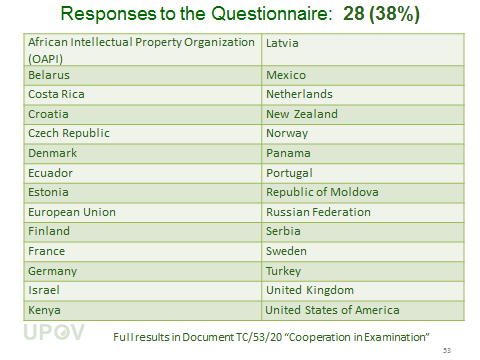 Responses to the Questionnaire: 28 (38%)
African Intellectual Property Organization (OAPI) Latvia
Belarus Mexico
Costa Rica Netherlands
Croatia New Zealand
Czech Republic Norway
Denmark Panama
Ecuador Portugal
Estonia Republic of Moldova
European Union Russian Federation
Finland Serbia
France Sweden
Germany Turkey
Israel United Kingdom
Kenya United States of America
UPOV
Full results in Document TC/53/20 “Cooperation in Examination”
53